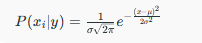 P(x_i|y) = \frac{1}{\sigma\sqrt{2\pi}} e^{-\frac{(x-\mu)^2}{2\sigma^2}}